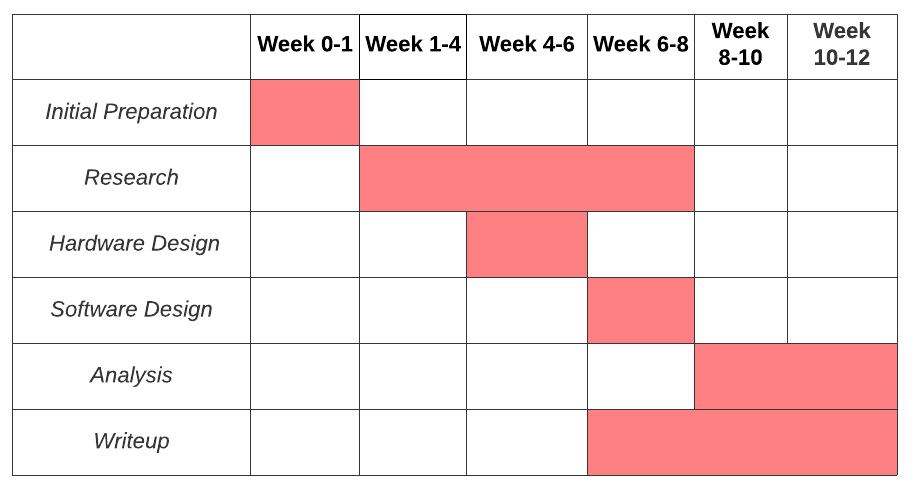 Week 0-1 Week 1-4 Week 4-6 Week 6-8 Week
8-10 Week
10-12
Initial Preparation
Research
Hardware Design
Software Design
Analysis
Writeup